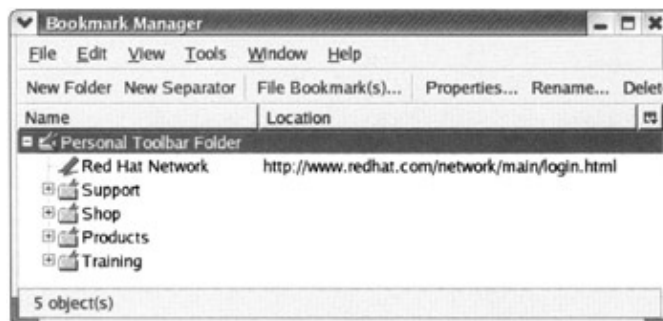 Bookmark Manager
File Edit View Tools Window Help
New Folder New Separator File Bookmark(s)... Properties... Rename... Delet
Name Location
Personal Toolbar Folder
Red Hat Network http://www.redhat.com/network/main/login.html
Support
Shop
Products
Training
5 object(s)